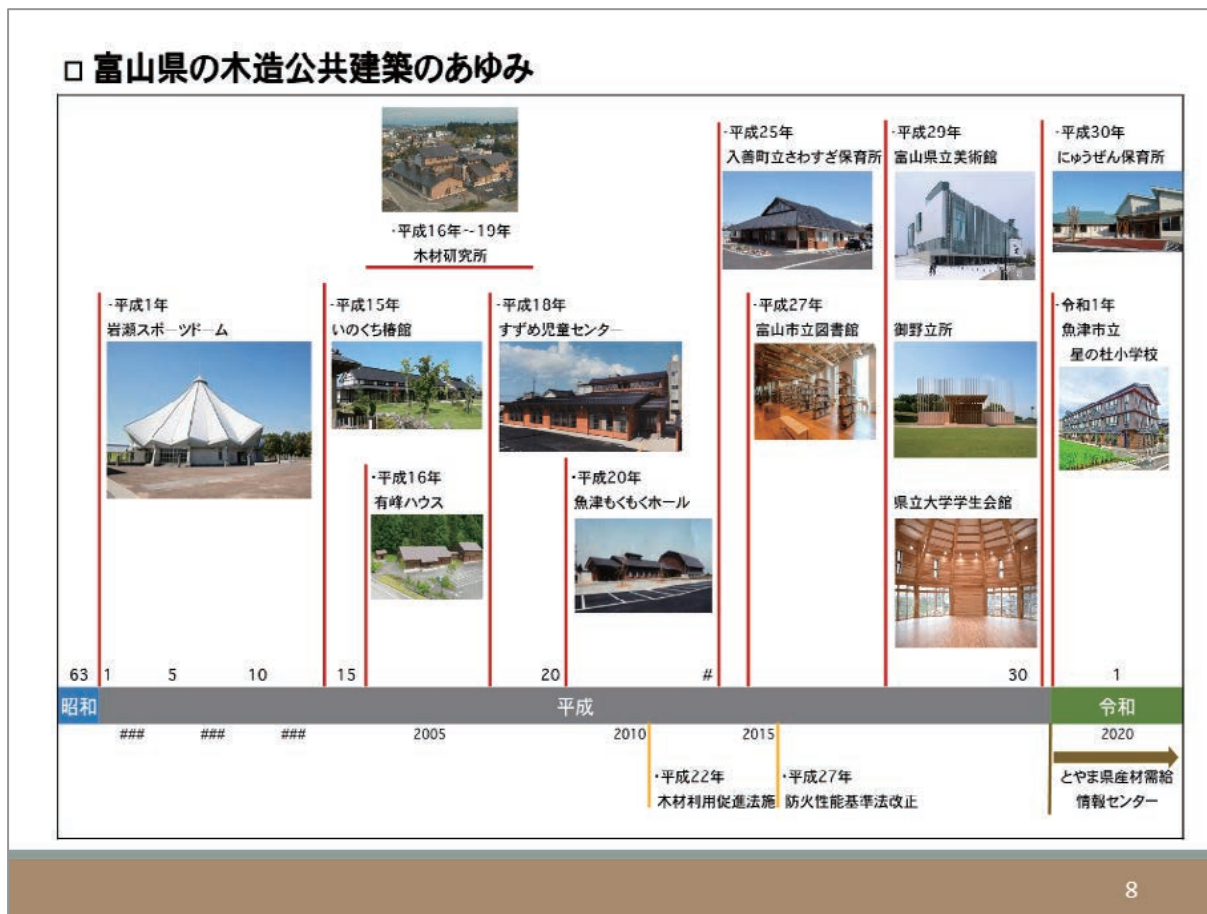 □ 富山県の木造公共建築のあゆみ
・平成16年~19年
木材研究所
・平成25年
入善町立さわすぎ保育所
・平成29年
富山県立美術館
・平成30年
にゅうぜん保育所
・平成1年
岩瀬スポーツドーム
・平成15年
いのくち椿館
・平成18年
すずめ児童センター
・平成27年
富山市立図書館
御野立所
・令和1年
魚津市立
星の杜小学校
・平成16年
有峰ハウス
・平成20年
魚津もくもくホール
県立大学学生会館
63 1 5 10 15 20 # 30 1
昭和 平成 令和
### ### ### 2005 2010 2015 2020
・平成22年
木材利用促進法施
・平成27年
防火性能基準法改正
とやま県産材需給
情報センター
8